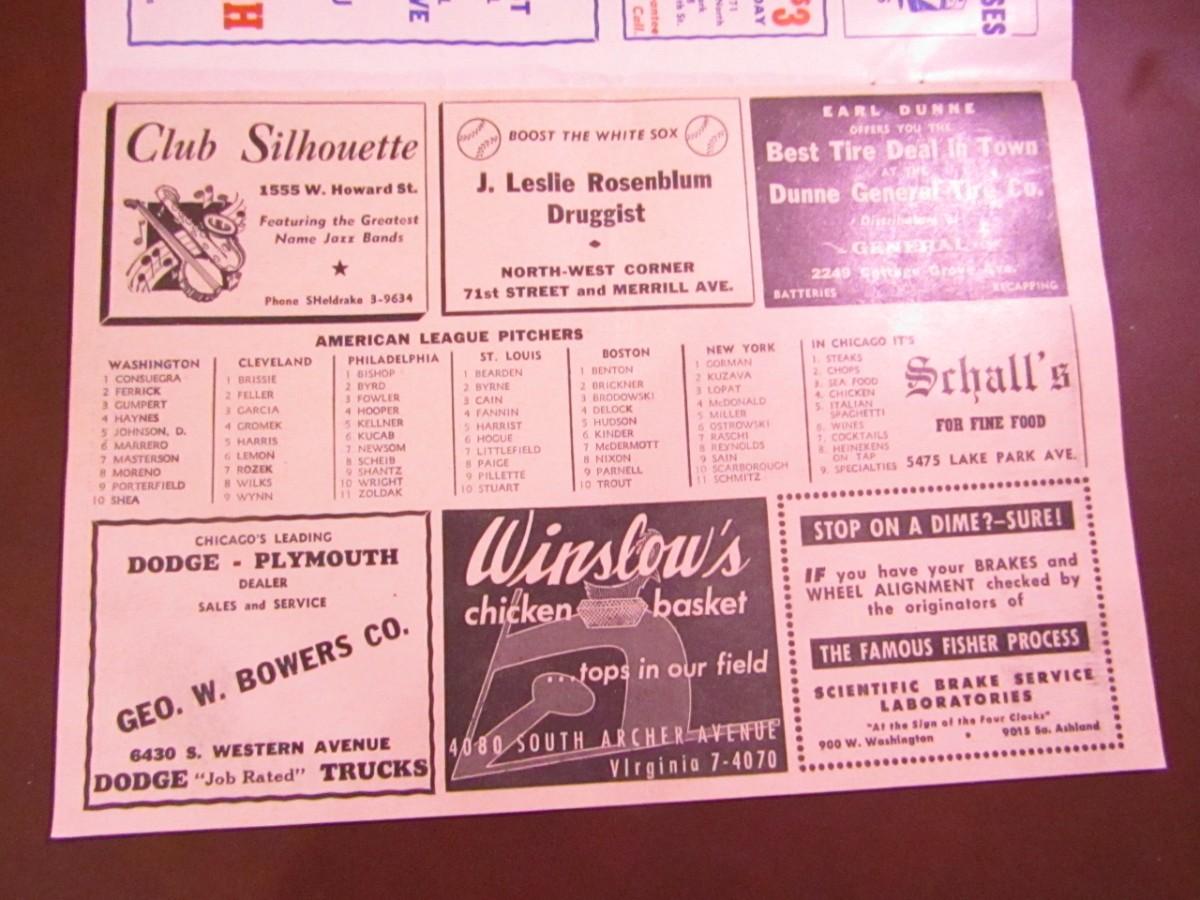 Club Silhouette
1555 W. Howard St.
Featuring the Greatest
Name Jazz Bands
Phone SHeldrake 3-9634
BOOST THE WHITE SOX
J. Leslie Rosenblum
Druggist
NORTH-WEST CORNER
71st STREET and MERRILL AVE.
EARL DUNNE
OFFERS YOU THE
Best Tire Deal In Town
AT THE
Dunne General Tire Co.
Distributors of
GENERAL
2249 Cottage Grove Ave.
BATTERIES RECAPPING
AMERICAN LEAGUE PITCHERS
WASHINGTON
1 CONSUEGRA
2 FERRICK
3 GUMPERT
4 HAYNES
5 JOHNSON, D.
6 MARRERO
7 MASTERSON
8 MORENO
9 PORTERFIELD
10 SHEA
CLEVELAND
1 BRISSIE
2 FELLER
3 GARCIA
4 GROMEK
5 HARRIS
6 LEMON
7 ROZEK
8 WILKS
9 WYNN
PHILADELPHIA
1 BISHOP
2 BYRD
3 FOWLER
4 HOOPER
5 KELLNER
6 KUCAB
7 NEWSOM
8 SCHEIB
9 SHANTZ
10 WRIGHT
11 ZOLDAK
ST. LOUIS
1 BEARDEN
2 BYRNE
3 CAIN
4 FANNIN
5 HARRIST
6 HOGUE
7 LITTLEFIELD
8 PAIGE
9 PILLETTE
10 STUART
BOSTON
1 BENTON
2 BRICKNER
3 BRODOWSKI
4 DELOCK
5 HUDSON
6 KINDER
7 McDERMOTT
8 NIXON
9 PARNELL
10 TROUT
NEW YORK
1 GORMAN
2 KUZAVA
3 LOPAT
4 McDONALD
5 MILLER
6 OSTROWSKI
7 RASCHI
8 REYNOLDS
9 SAIN
10 SCARBOROUGH
11 SCHMITZ
IN CHICAGO IT'S
1. STEAKS
2. CHOPS
3. SEA FOOD
4. CHICKEN
5. ITALIAN
SPAGHETTI
6. WINES
7. COCKTAILS
8. HEINEKENS
ON TAP
9. SPECIALTIES
Schall's
FOR FINE FOOD
5475 LAKE PARK AVE.
CHICAGO'S LEADING
DODGE - PLYMOUTH
DEALER
SALES and SERVICE
GEO. W. BOWERS CO.
6430 S. WESTERN AVENUE
DODGE "Job Rated" TRUCKS
Winslow's
chicken basket
...tops in our field
4080 SOUTH ARCHER AVENUE
VIrginia 7-4070
STOP ON A DIME?-SURE!
IF you have your BRAKES and
WHEEL ALIGNMENT checked by
the originators of
THE FAMOUS FISHER PROCESS
SCIENTIFIC BRAKE SERVICE
LABORATORIES
"At the Sign of the Four Clocks"
900 W. Washington • 9015 So. Ashland